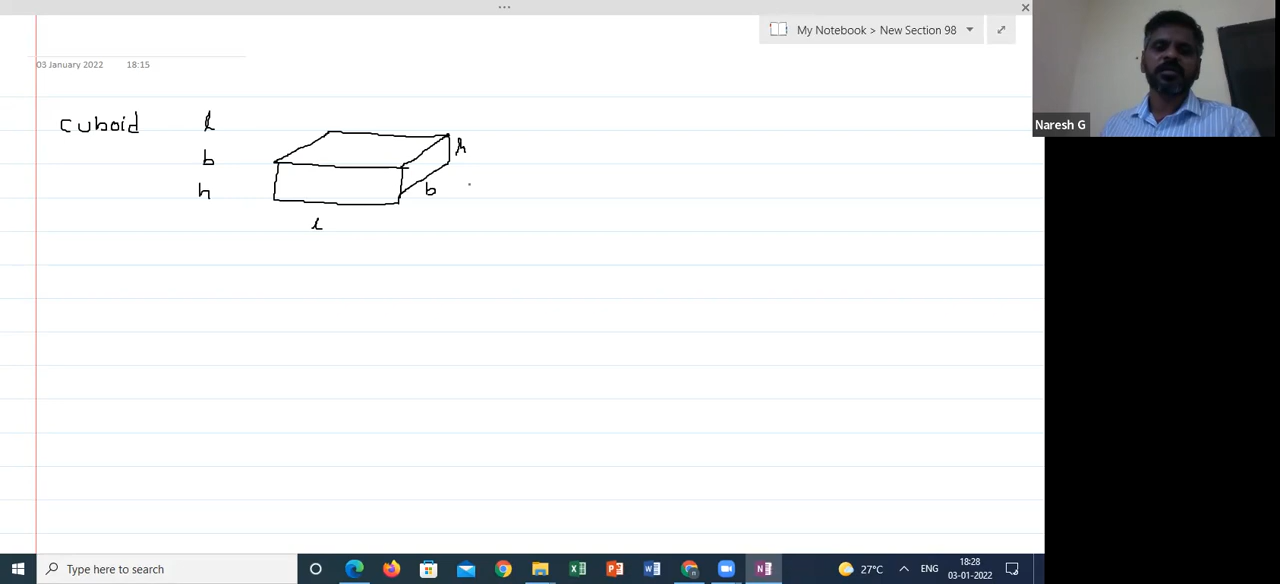 My Notebook > New Section 98
03 January 2022 18:15
cuboid l
b
h
h
b
l
Naresh G
Type here to search
27°C
ENG
18:28
03-01-2022